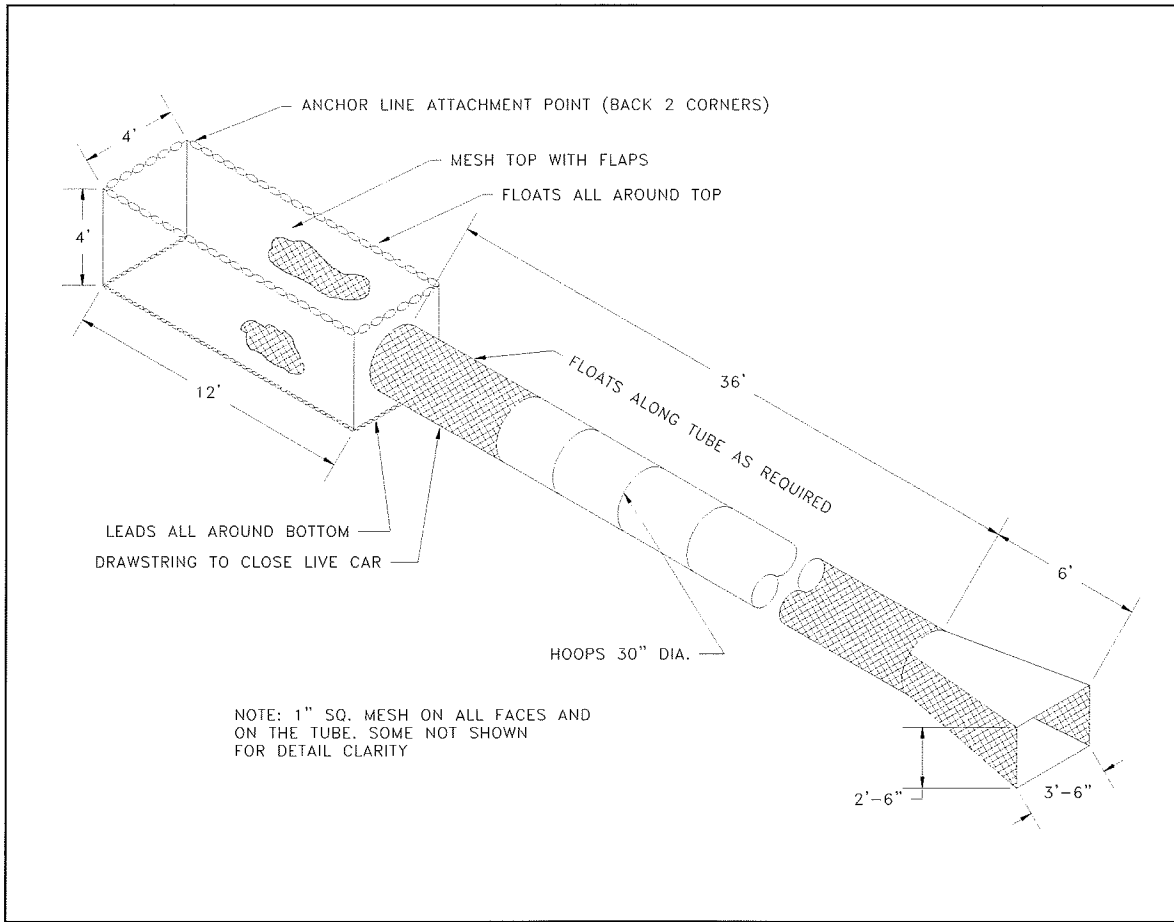 ANCHOR LINE ATTACHMENT POINT (BACK 2 CORNERS)
4'
MESH TOP WITH FLAPS
FLOATS ALL AROUND TOP
4'
12'
36'
FLOATS ALONG TUBE AS REQUIRED
LEADS ALL AROUND BOTTOM
DRAWSTRING TO CLOSE LIVE CAR
6'
HOOPS 30" DIA.
NOTE: 1" SQ. MESH ON ALL FACES AND
ON THE TUBE. SOME NOT SHOWN
FOR DETAIL CLARITY
2'-6"
3'-6"